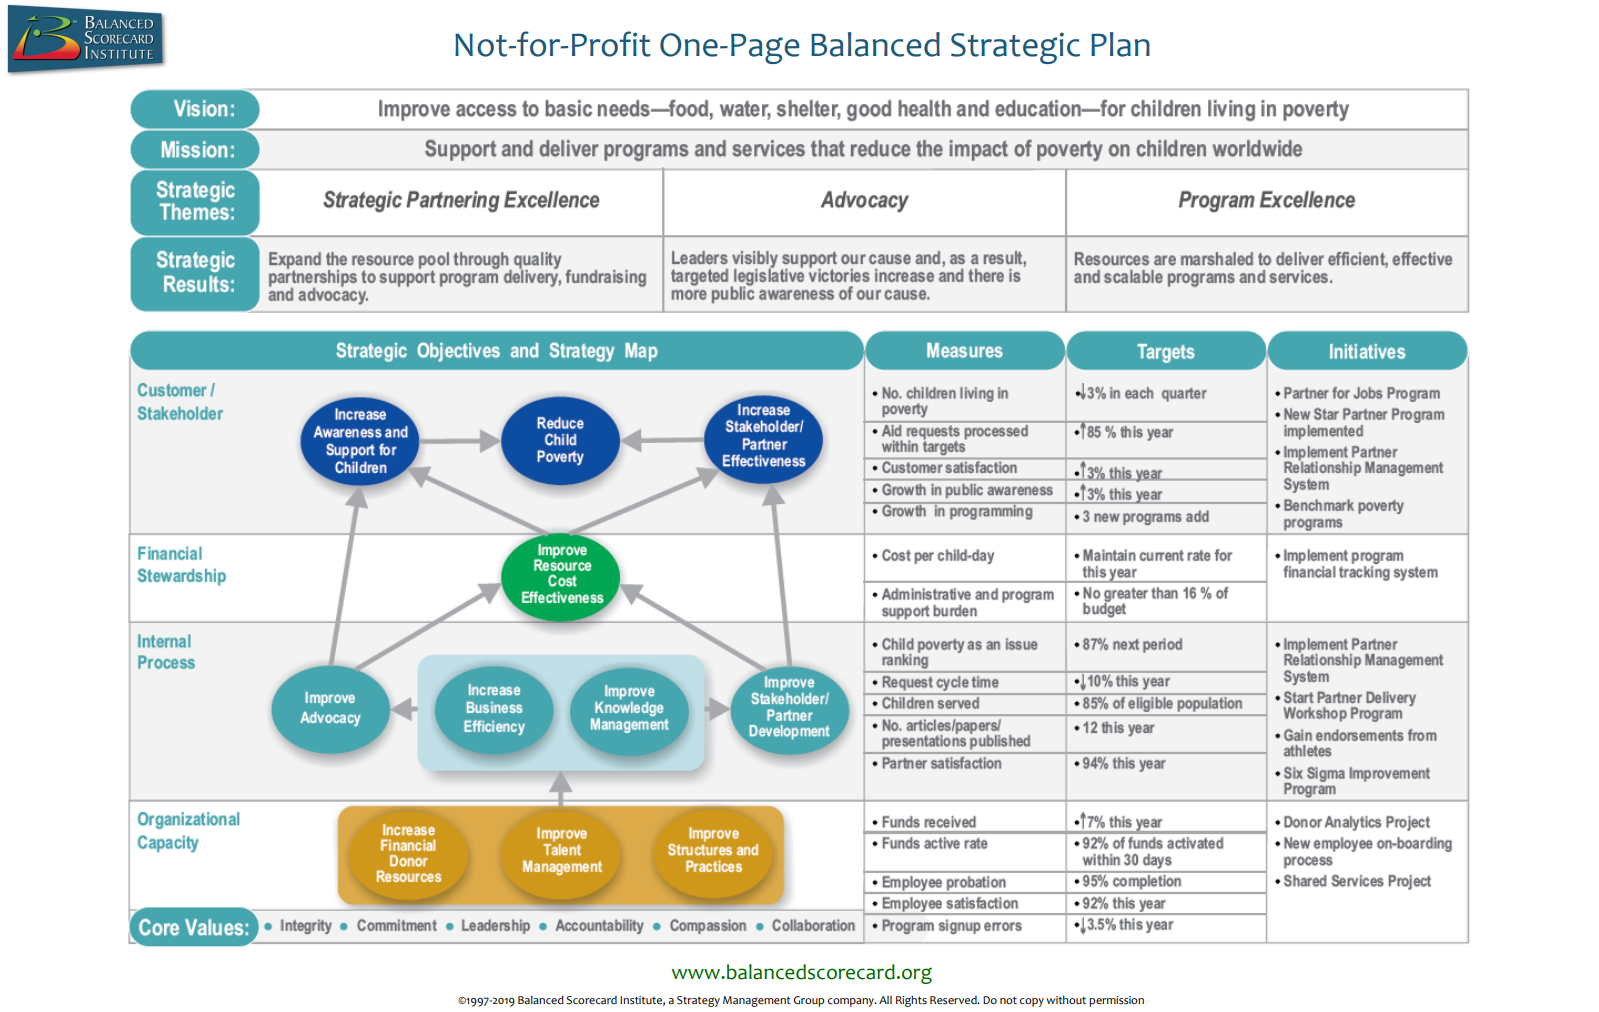 BALANCED
SCORECARD
INSTITUTE
Not-for-Profit One-Page Balanced Strategic Plan
Vision:
Improve access to basic needs—food, water, shelter, good health and education—for children living in poverty
Mission:
Support and deliver programs and services that reduce the impact of poverty on children worldwide
Strategic
Themes:
Strategic Partnering Excellence
Advocacy
Program Excellence
Strategic
Results:
Expand the resource pool through quality
partnerships to support program delivery, fundraising
and advocacy.
Leaders visibly support our cause and, as a result,
targeted legislative victories increase and there is
more public awareness of our cause.
Resources are marshaled to deliver efficient, effective
and scalable programs and services.
Strategic Objectives and Strategy Map
Measures
Targets
Initiatives
Customer /
Stakeholder
Increase
Awareness and
Support for
Children
Reduce
Child
Poverty
Increase
Stakeholder/
Partner
Effectiveness
• No. children living in
poverty
• Aid requests processed
within targets
• Customer satisfaction
• Growth in public awareness
• Growth in programming
•↓3% in each quarter
•↑85 % this year
•↑3% this year
•↑3% this year
• 3 new programs add
• Partner for Jobs Program
• New Star Partner Program
implemented
• Implement Partner
Relationship Management
System
• Benchmark poverty
programs
Financial
Stewardship
Improve
Resource
Cost
Effectiveness
• Cost per child-day
• Administrative and program
support burden
• Maintain current rate for
this year
• No greater than 16 % of
budget
• Implement program
financial tracking system
Internal
Process
Improve
Advocacy
Increase
Business
Efficiency
Improve
Knowledge
Management
Improve
Stakeholder/
Partner
Development
• Child poverty as an issue
ranking
• Request cycle time
• Children served
• No. articles/papers/
presentations published
• Partner satisfaction
• 87% next period
•↓10% this year
• 85% of eligible population
• 12 this year
• 94% this year
• Implement Partner
Relationship Management
System
• Start Partner Delivery
Workshop Program
• Gain endorsements from
athletes
• Six Sigma Improvement
Program
Organizational
Capacity
Increase
Financial
Donor
Resources
Improve
Talent
Management
Improve
Structures and
Practices
• Funds received
• Funds active rate
• Employee probation
• Employee satisfaction
• Program signup errors
•↑7% this year
• 92% of funds activated
within 30 days
• 95% completion
• 92% this year
•↓3.5% this year
• Donor Analytics Project
• New employee on-boarding
process
• Shared Services Project
Core Values:
• Integrity • Commitment • Leadership • Accountability • Compassion • Collaboration
www.balancedscorecard.org
©1997-2019 Balanced Scorecard Institute, a Strategy Management Group company. All Rights Reserved. Do not copy without permission